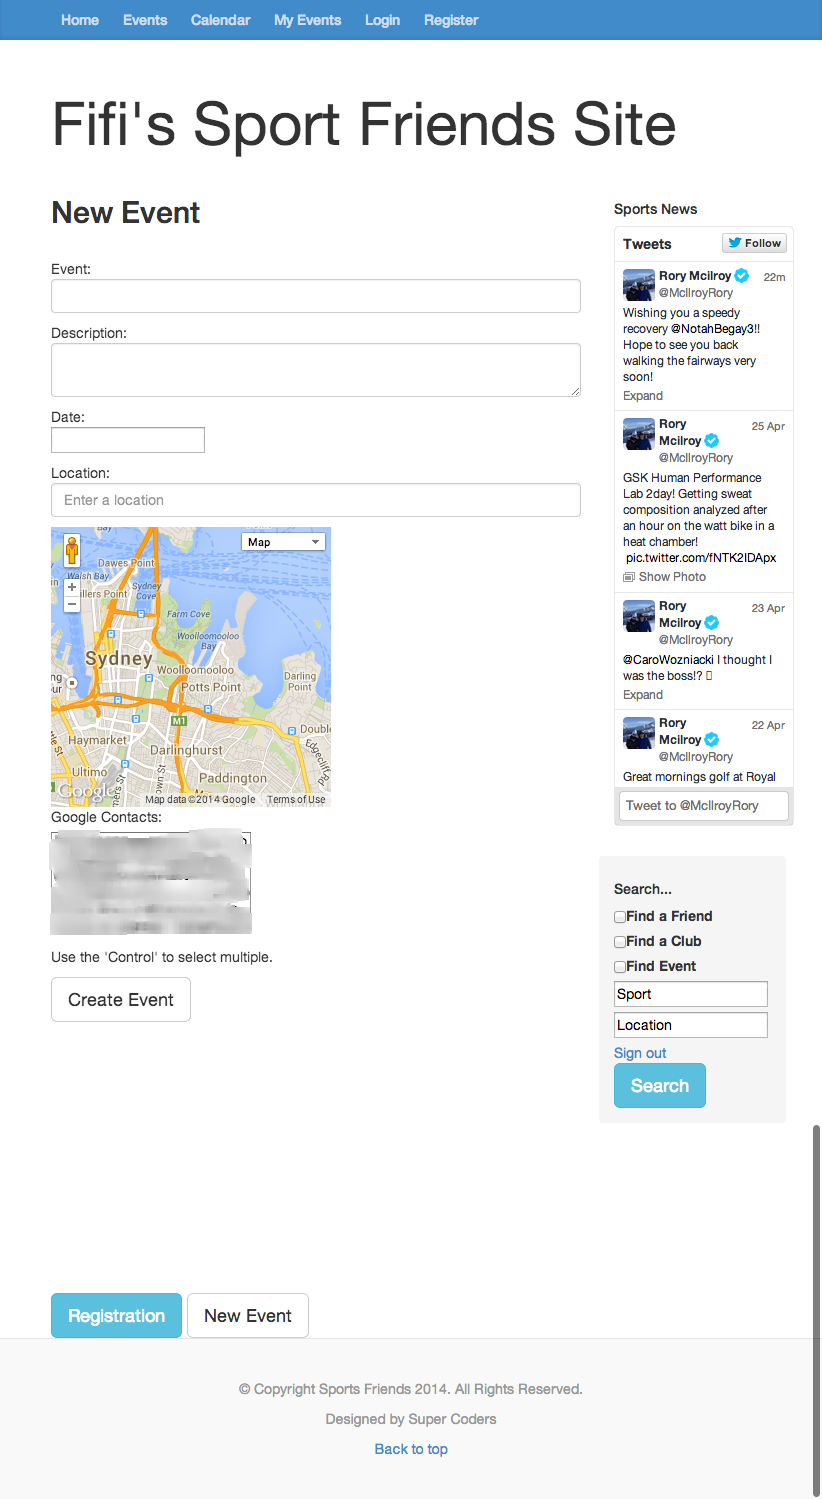 Home Events Calendar My Events Login Register
Fifi's Sport Friends Site
New Event
Event:
Description:
Date:
Location:
Enter a location
Map
Dawes Point
Walsh Bay
Sydney
Cove
illers Point
Farm Cove
Woolloomooloo
Bay
Sydney
Woolloomooloo
Potts Point
Darling
Point
ng
our
M1
Double
Haymarket
Darlinghurst
Edgecliff
Ultimo
Paddington
Google
Map data ©2014 Google
Terms of Use
Google Contacts:
Use the 'Control' to select multiple.
Create Event
Sports News
Tweets
Follow
Rory Mcilroy 22m
@McIlroyRory
Wishing you a speedy
recovery @NotahBegay3!!
Hope to see you back
walking the fairways very
soon!
Expand
Rory 25 Apr
Mcilroy
@McIlroyRory
GSK Human Performance
Lab 2day! Getting sweat
composition analyzed after
an hour on the watt bike in a
heat chamber!
pic.twitter.com/fNTK2IDApx
Show Photo
Rory 23 Apr
Mcilroy
@McIlroyRory
@CaroWozniacki I thought I
was the boss!?
Expand
Rory 22 Apr
Mcilroy
@McIlroyRory
Great mornings golf at Royal
Tweet to @McIlroyRory
Search...
Find a Friend
Find a Club
Find Event
Sport
Location
Sign out
Search
Registration New Event
© Copyright Sports Friends 2014. All Rights Reserved.
Designed by Super Coders
Back to top